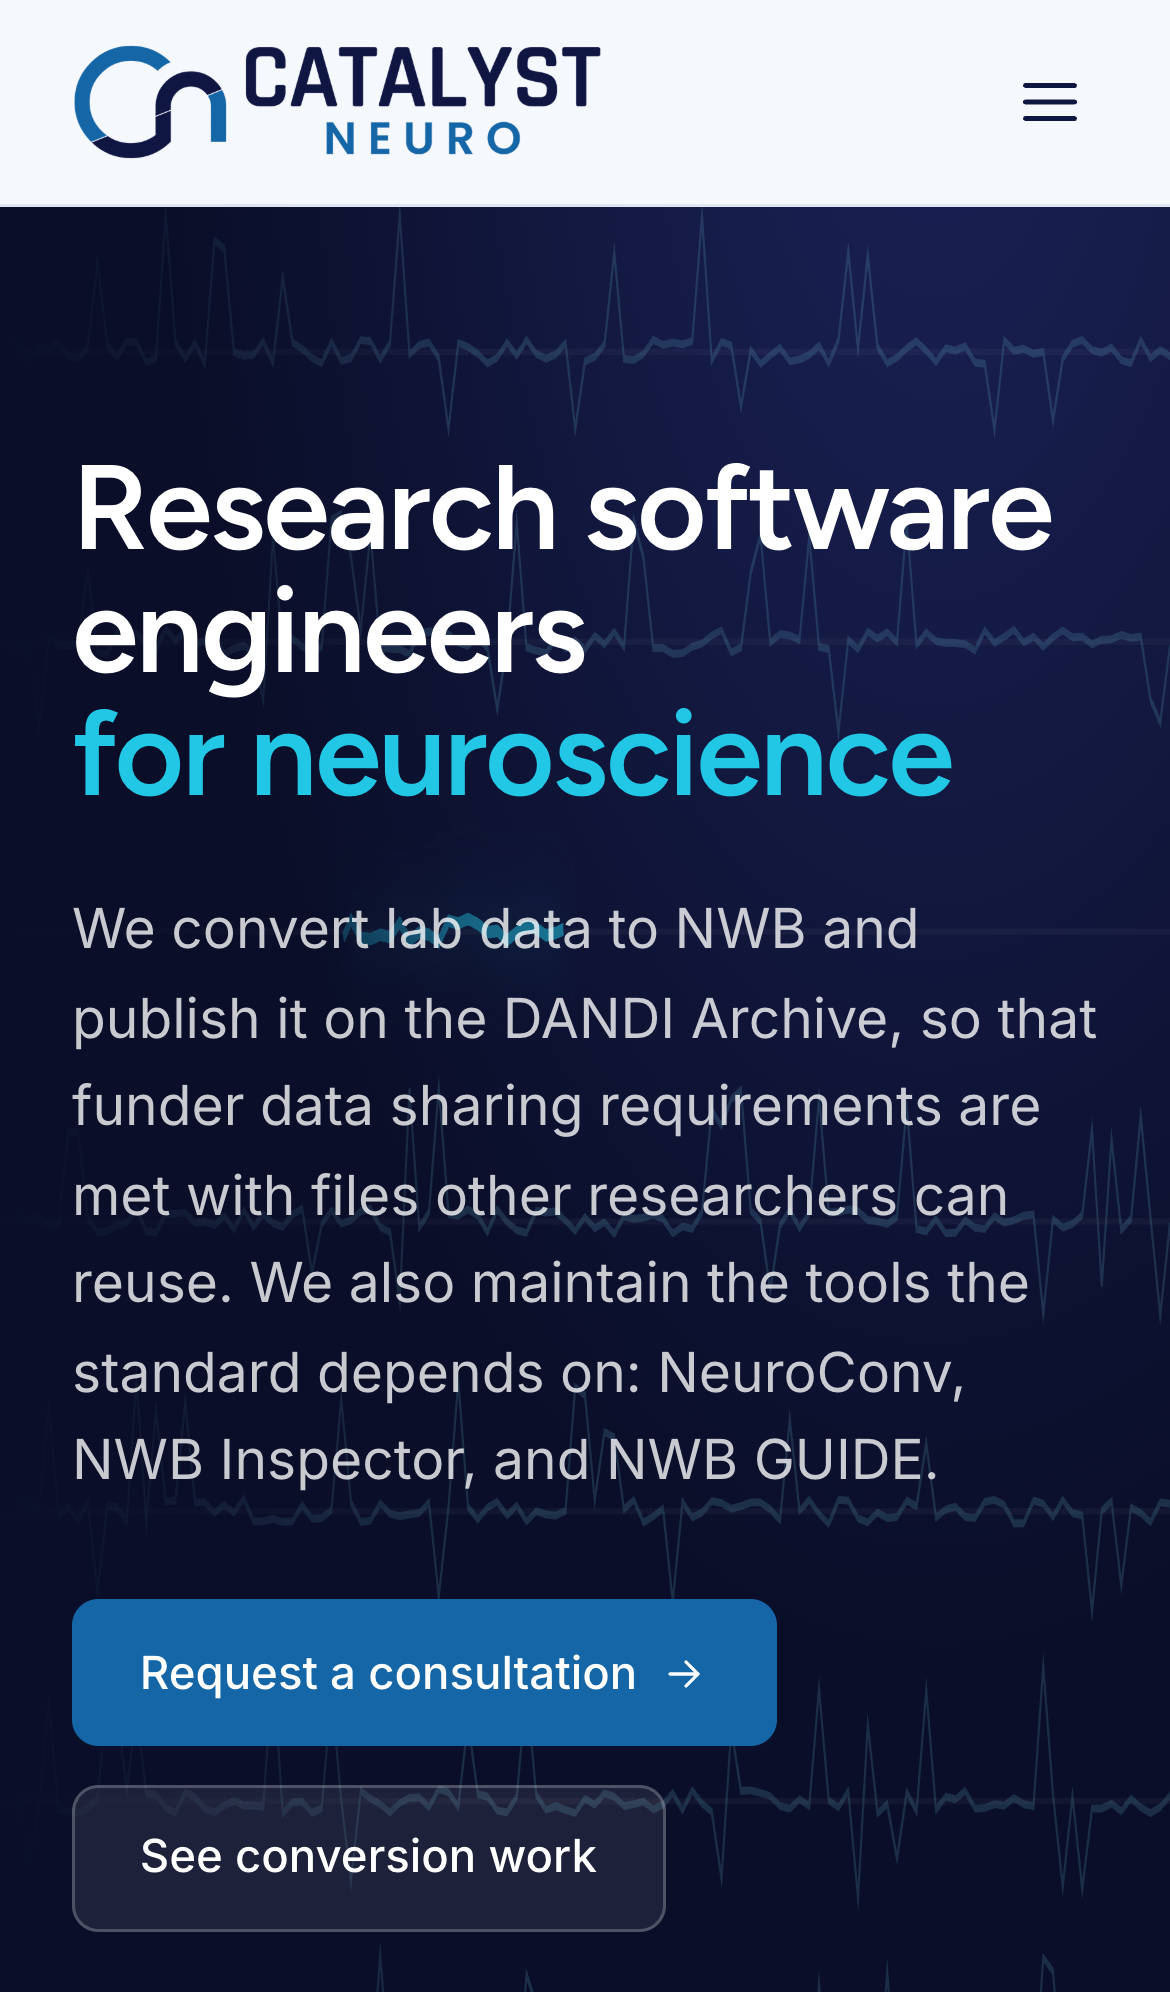 CATALYST
NEURO
Research software
engineers
for neuroscience
We convert lab data to NWB and
publish it on the DANDI Archive, so that
funder data sharing requirements are
met with files other researchers can
reuse. We also maintain the tools the
standard depends on: NeuroConv,
NWB Inspector, and NWB GUIDE.
Request a consultation →
See conversion work